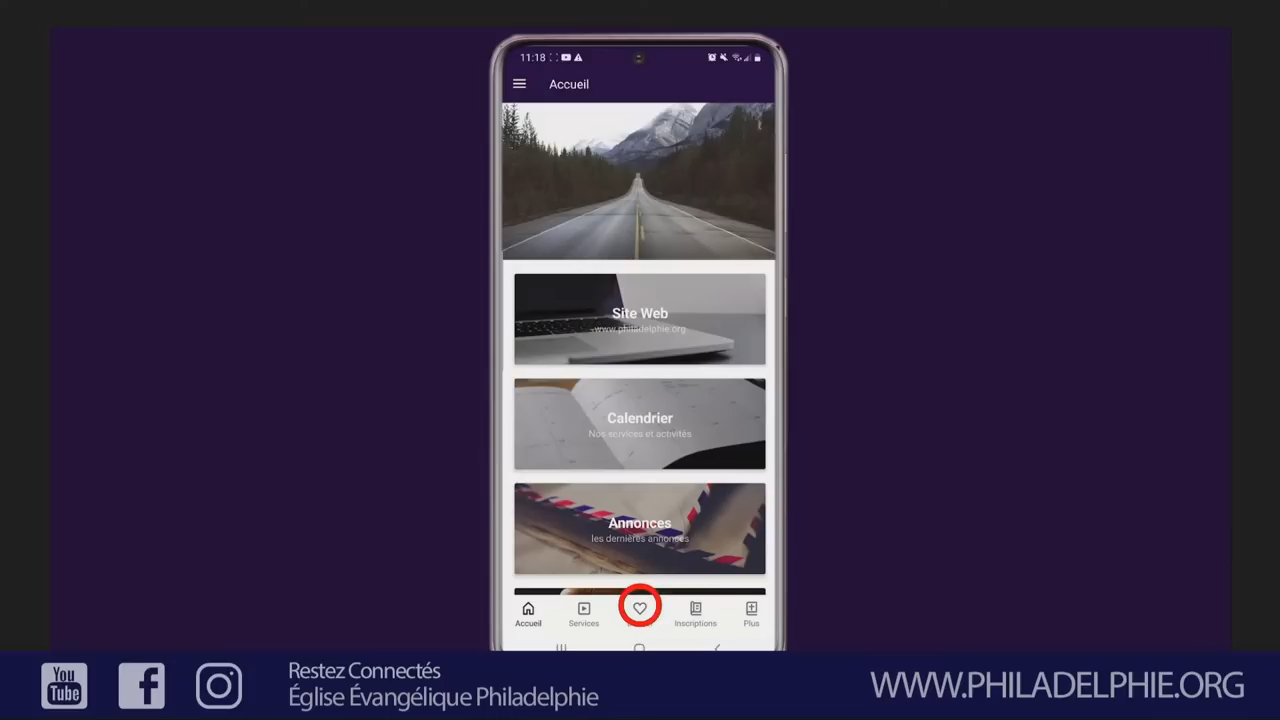 11:18
Accueil
Site Web
www.philadelphie.org
Calendrier
Nos services et activités
Annonces
les dernières annonces
Accueil
Services
Inscriptions
Plus
You
Tube
Restez Connectés
Église Évangélique Philadelphie
WWW.PHILADELPHIE.ORG